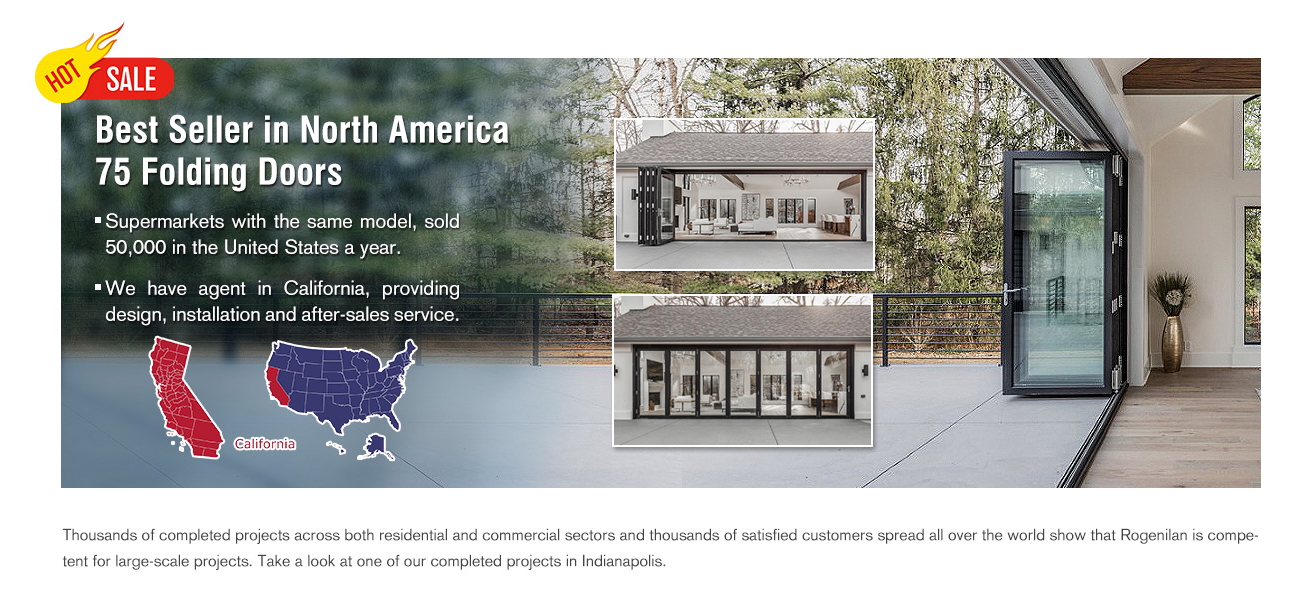 HOT
SALE
Best Seller in North America
75 Folding Doors
Supermarkets with the same model, sold
50,000 in the United States a year.
We have agent in California, providing
design, installation and after-sales service.
California
Thousands of completed projects across both residential and commercial sectors and thousands of satisfied customers spread all over the world show that Rogenilan is compe-
tent for large-scale projects. Take a look at one of our completed projects in Indianapolis.